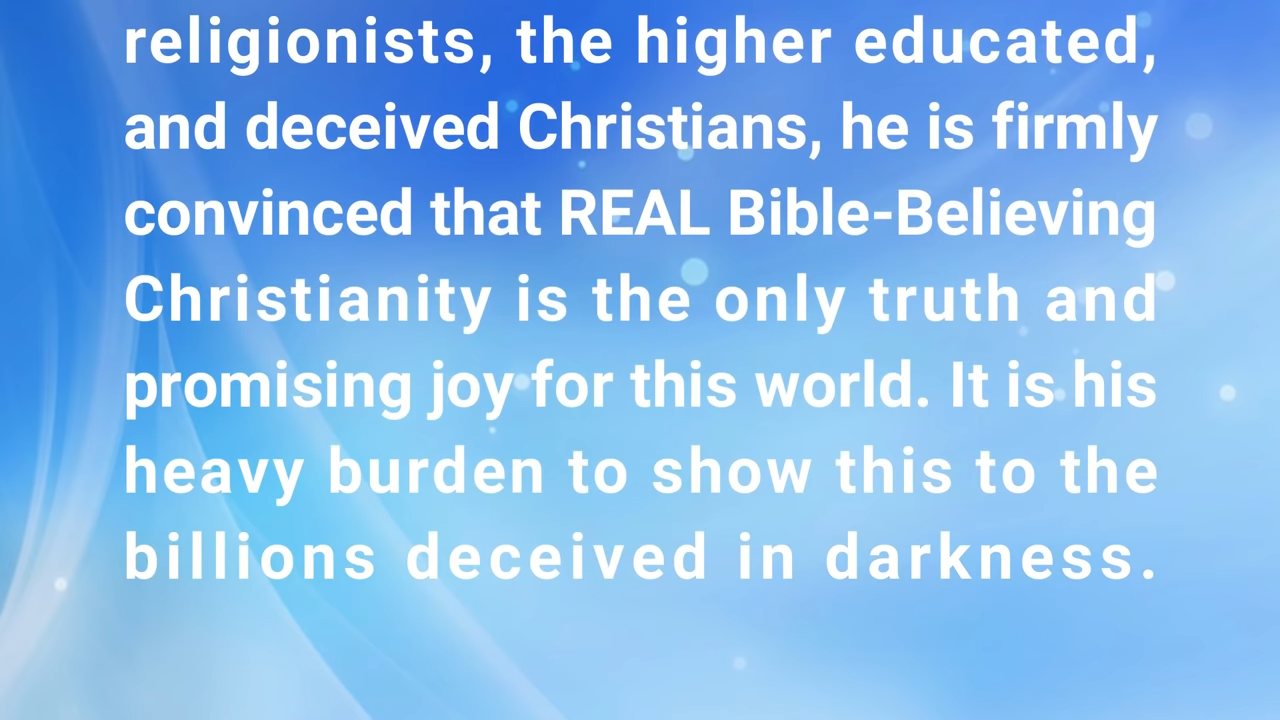 religionists, the higher educated,
and deceived Christians, he is firmly
convinced that REAL Bible-Believing
Christianity is the only truth and
promising joy for this world. It is his
heavy burden to show this to the
billions deceived in darkness.